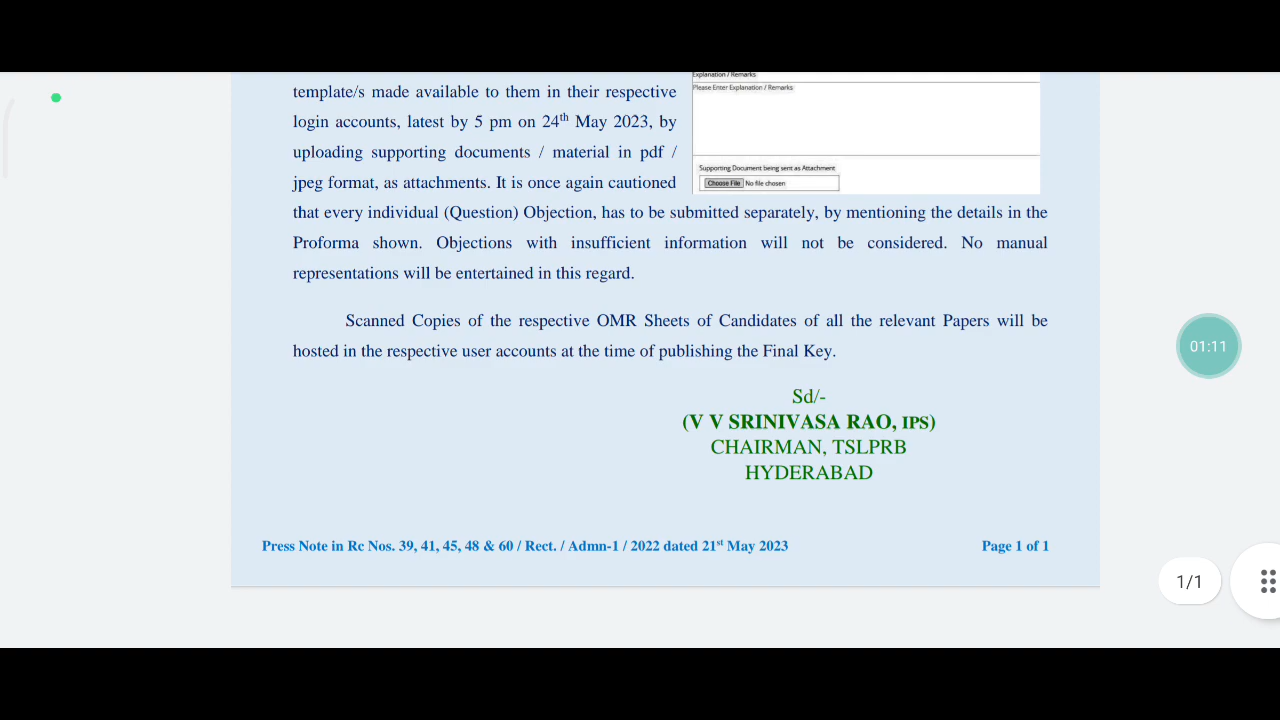 Explanation / Remarks
Please Enter Explanation / Remarks
template/s made available to them in their respective
login accounts, latest by 5 pm on 24th May 2023, by
uploading supporting documents / material in pdf /
jpeg format, as attachments. It is once again cautioned
Supporting Document being sent as Attachment
Choose File No file chosen
that every individual (Question) Objection, has to be submitted separately, by mentioning the details in the
Proforma shown. Objections with insufficient information will not be considered. No manual
representations will be entertained in this regard.
Scanned Copies of the respective OMR Sheets of Candidates of all the relevant Papers will be
hosted in the respective user accounts at the time of publishing the Final Key.
01:11
Sd/-
(V V SRINIVASA RAO, IPS)
CHAIRMAN, TSLPRB
HYDERABAD
Press Note in Rc Nos. 39, 41, 45, 48 & 60 / Rect. / Admn-1 / 2022 dated 21st May 2023
Page 1 of 1
1/1